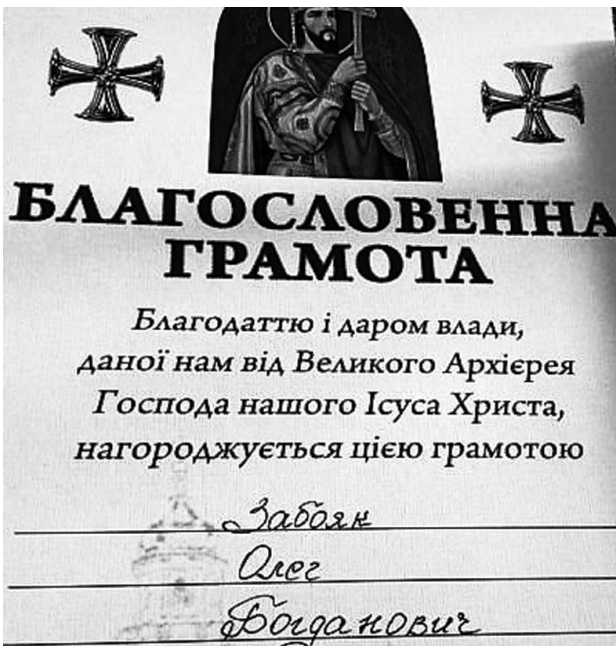 БЛАГОСЛОВЕННА
ГРАМОТА
Благодаттю і даром влади,
даної нам від Великого Архієрея
Господа нашого Ісуса Христа,
нагороджується цією грамотою
Забояк
Олег
Богданович